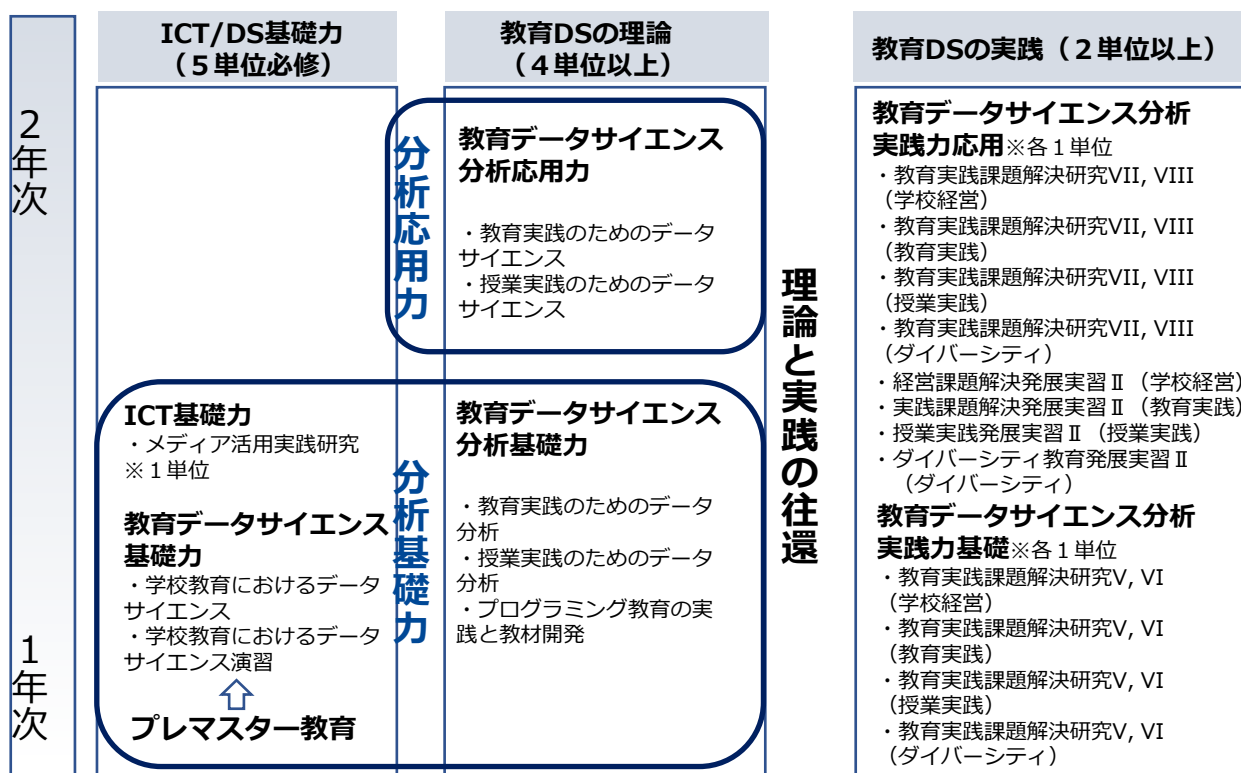 ICT/DS基礎力
(5単位必修)
教育DSの理論
(4単位以上)
教育DSの実践(2単位以上)
2年次
1年次
分析応用力
教育データサイエンス
分析応用力
・教育実践のためのデータ
サイエンス
・授業実践のためのデータ
サイエンス
ICT基礎力
・メディア活用実践研究
※1単位
教育データサイエンス
基礎力
・学校教育におけるデータ
サイエンス
・学校教育におけるデータ
サイエンス演習
プレマスター教育
分析基礎力
教育データサイエンス
分析基礎力
・教育実践のためのデータ
分析
・授業実践のためのデータ
分析
・プログラミング教育の実
践と教材開発
理論と実践の往還
教育データサイエンス分析
実践力応用※各1単位
・教育実践課題解決研究VII, VIII
(学校経営)
・教育実践課題解決研究VII, VIII
(教育実践)
・教育実践課題解決研究VII, VIII
(授業実践)
・教育実践課題解決研究VII, VIII
(ダイバーシティ)
・経営課題解決発展実習Ⅱ(学校経営)
・実践課題解決発展実習Ⅱ(教育実践)
・授業実践発展実習Ⅱ(授業実践)
・ダイバーシティ教育発展実習Ⅱ
(ダイバーシティ)
教育データサイエンス分析
実践力基礎※各1単位
・教育実践課題解決研究V, VI
(学校経営)
・教育実践課題解決研究V, VI
(教育実践)
・教育実践課題解決研究V, VI
(授業実践)
・教育実践課題解決研究V, VI
(ダイバーシティ)